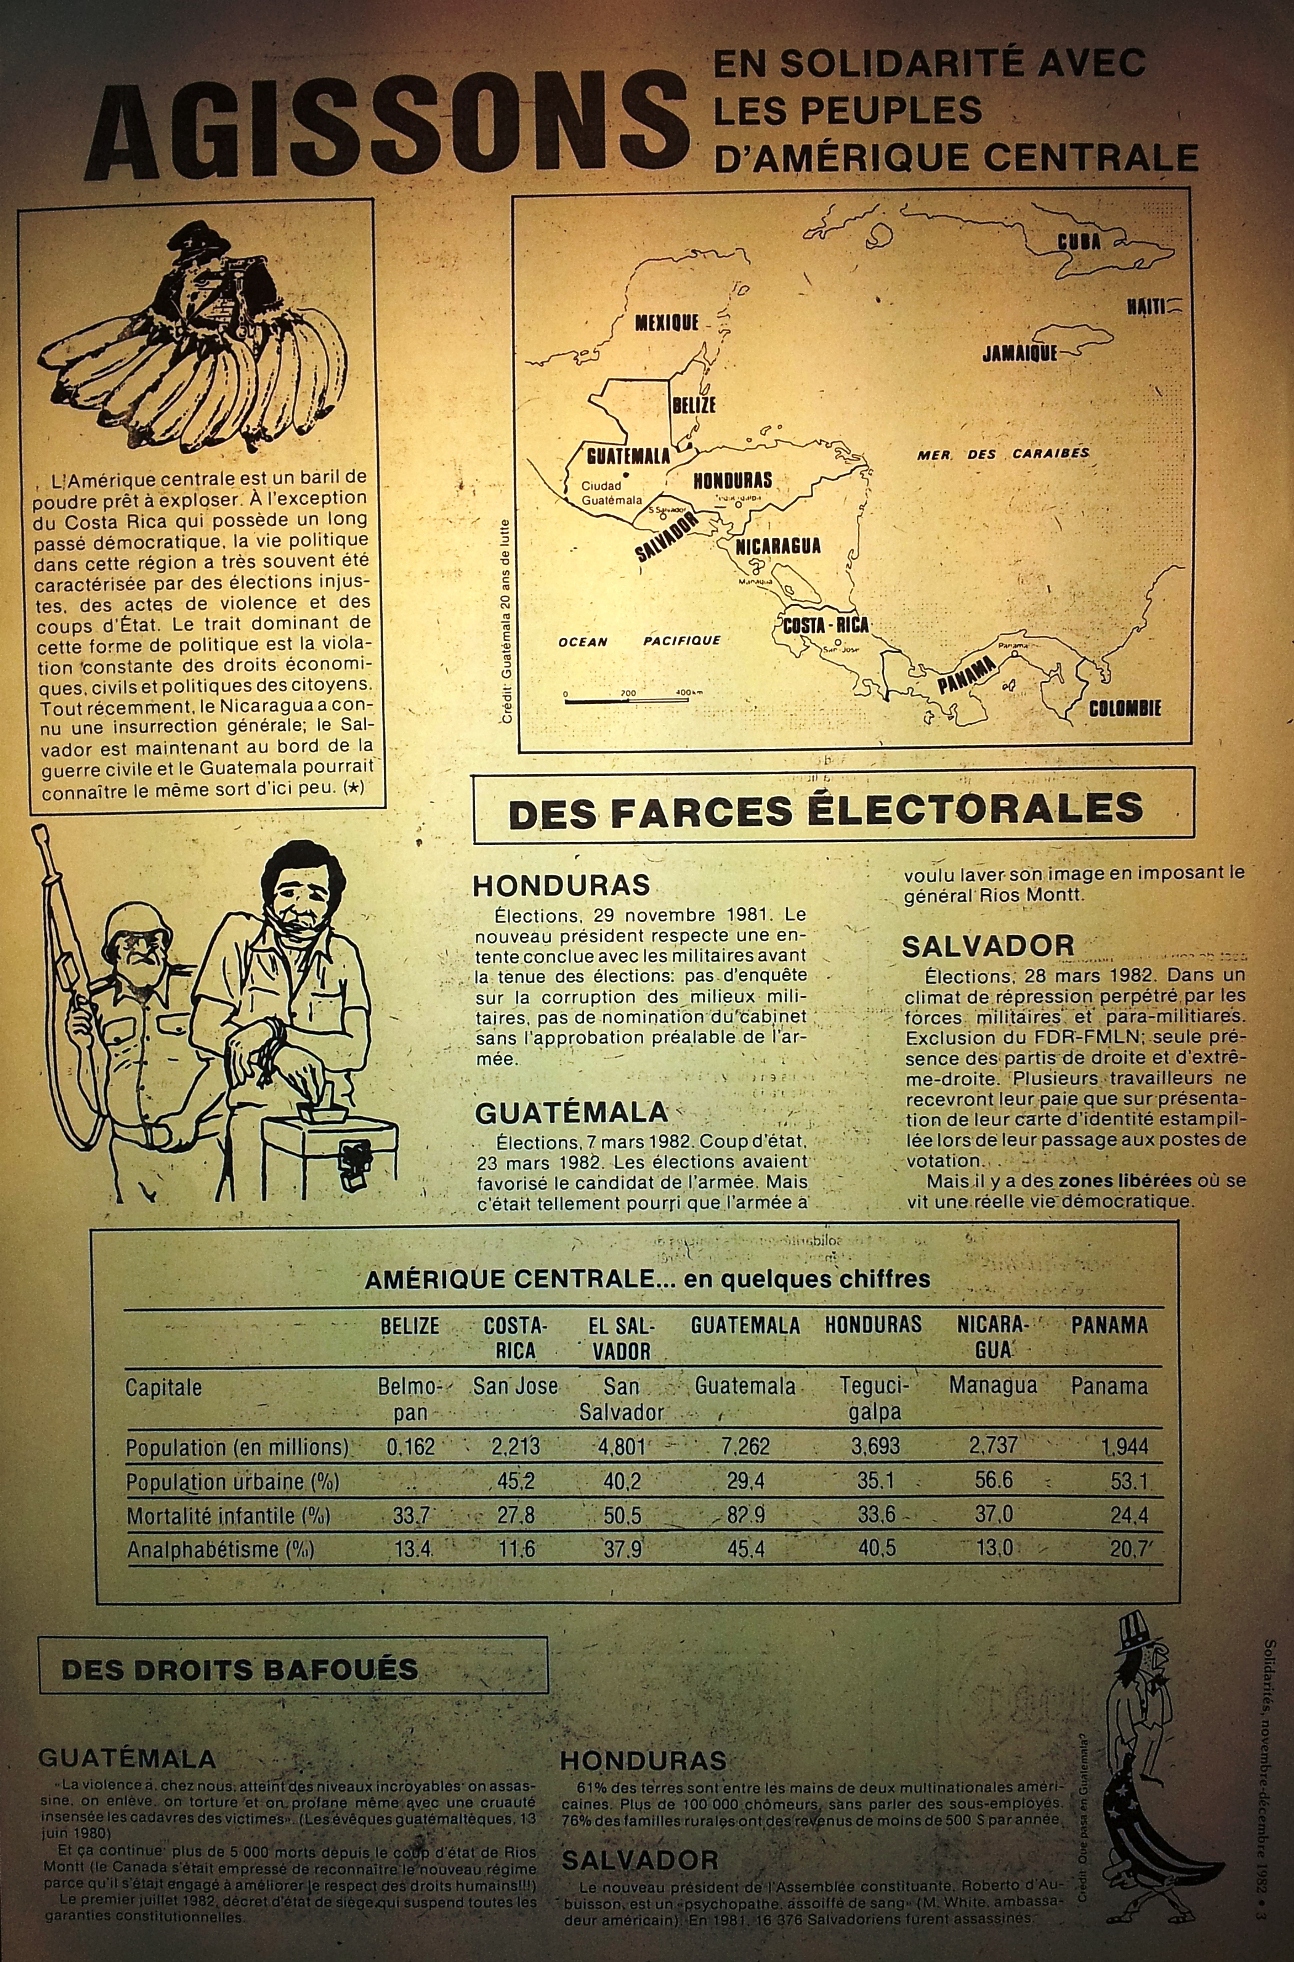 AGISSONS
EN SOLIDARITÉ AVEC
LES PEUPLES
D'AMÉRIQUE CENTRALE
L'Amérique centrale est un baril de
poudre prêt à exploser. À l'exception
du Costa Rica qui possède un long
passé démocratique, la vie politique
dans cette région a très souvent été
caractérisée par des élections injus-
tes, des actes de violence et des
coups d'État. Le trait dominant de
cette forme de politique est la viola-
tion constante des droits économi-
ques, civils et politiques des citoyens.
Tout récemment, le Nicaragua a con-
nu une insurrection générale; le Sal-
vador est maintenant au bord de la
guerre civile et le Guatemala pourrait
connaître le même sort d'ici peu. (*)
CUBA
HAITI
MEXIQUE
JAMAIQUE
BELIZE
MER DES CARAIBES
GUATEMALA
HONDURAS
Ciudad
Guatémala
S. Salvador
SALVADOR
NICARAGUA
Managua
COSTA-RICA
San Jose
OCEAN PACIFIQUE
Panama
PANAMA
COLOMBIE
0 200 400 km
Crédit: Guatémala 20 ans de lutte
DES FARCES ÉLECTORALES
HONDURAS
Élections, 29 novembre 1981. Le
nouveau président respecte une en-
tente conclue avec les militaires avant
la tenue des élections: pas d'enquête
sur la corruption des milieux mili-
taires, pas de nomination du cabinet
sans l'approbation préalable de l'ar-
mée.
GUATÉMALA
Élections, 7 mars 1982. Coup d'état,
23 mars 1982. Les élections avaient
favorisé le candidat de l'armée. Mais
c'était tellement pourri que l'armée a
voulu laver son image en imposant le
général Rios Montt.
SALVADOR
Élections, 28 mars 1982. Dans un
climat de répression perpétré par les
forces militaires et para-militiares.
Exclusion du FDR-FMLN; seule pré-
sence des partis de droite et d'extrê-
me-droite. Plusieurs travailleurs ne
recevront leur paie que sur présenta-
tion de leur carte d'identité estampil-
lée lors de leur passage aux postes de
votation.
Mais il y a des zones libérées où se
vit une réelle vie démocratique.
AMÉRIQUE CENTRALE... en quelques chiffres
BELIZE COSTA- EL SAL- GUATEMALA HONDURAS NICARA- PANAMA
RICA VADOR GUA
Capitale Belmo- San Jose San Guatemala Teguci- Managua Panama
pan Salvador galpa
Population (en millions) 0,162 2,213 4,801 7,262 3,693 2,737 1,944
Population urbaine (%) .. 45,2 40,2 29,4 35,1 56.6 53,1
Mortalité infantile (%) 33,7 27,8 50,5 82,9 33,6 37,0 24,4
Analphabétisme (%) 13.4 11,6 37,9 45,4 40,5 13,0 20,7
DES DROITS BAFOUÉS
GUATÉMALA
«La violence a, chez nous, atteint des niveaux incroyables: on assas-
sine, on enlève, on torture et on profane même avec une cruauté
insensée les cadavres des victimes». (Les évêques guatémaltèques, 13
juin 1980)
Et ça continue: plus de 5 000 morts depuis le coup d'état de Rios
Montt (le Canada s'était empressé de reconnaître le nouveau régime
parce qu'il s'était engagé à améliorer le respect des droits humains!!!)
Le premier juillet 1982, décret d'état de siège qui suspend toutes les
garanties constitutionnelles.
HONDURAS
61% des terres sont entre les mains de deux multinationales améri-
caines. Plus de 100 000 chômeurs, sans parler des sous-employés.
76% des familles rurales ont des revenus de moins de 500 $ par année.
SALVADOR
Le nouveau président de l'Assemblée constituante, Roberto d'Au-
buisson, est un «psychopathe, assoiffé de sang» (M. White, ambassa-
deur américain). En 1981, 16 376 Salvadoriens furent assassinés.
Crédit: Que pasa en Guatemala?
Solidarités, novembre-décembre 1982 • 3